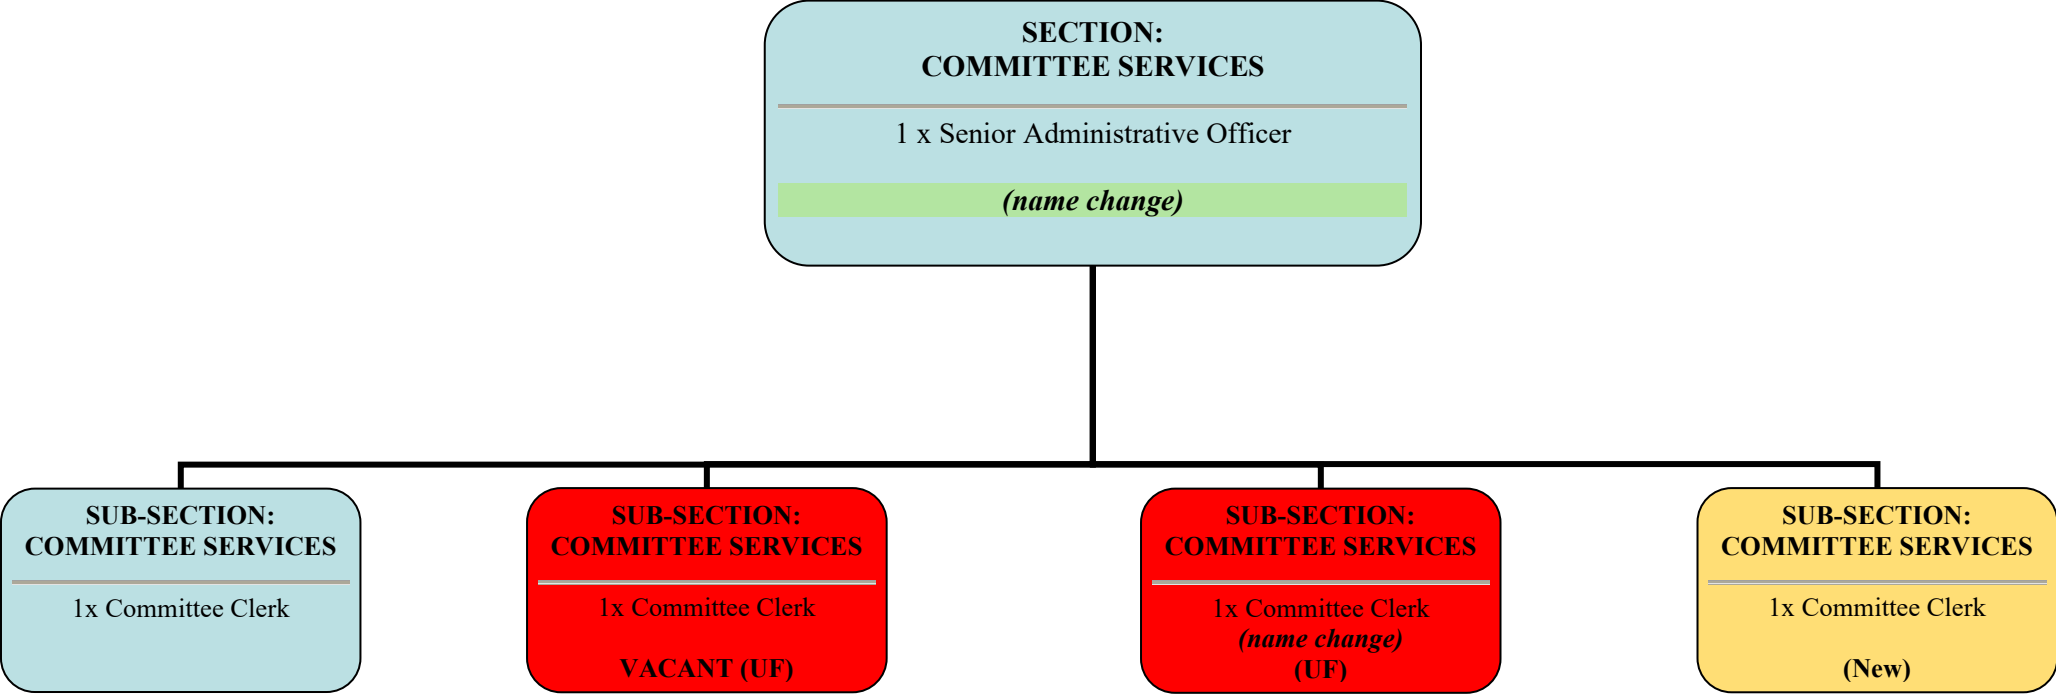 SECTION:
COMMITTEE SERVICES
1 x Senior Administrative Officer
(name change)
SUB-SECTION:
COMMITTEE SERVICES
1x Committee Clerk
SUB-SECTION:
COMMITTEE SERVICES
1x Committee Clerk
VACANT (UF)
SUB-SECTION:
COMMITTEE SERVICES
1x Committee Clerk
(name change)
(UF)
SUB-SECTION:
COMMITTEE SERVICES
1x Committee Clerk
(New)